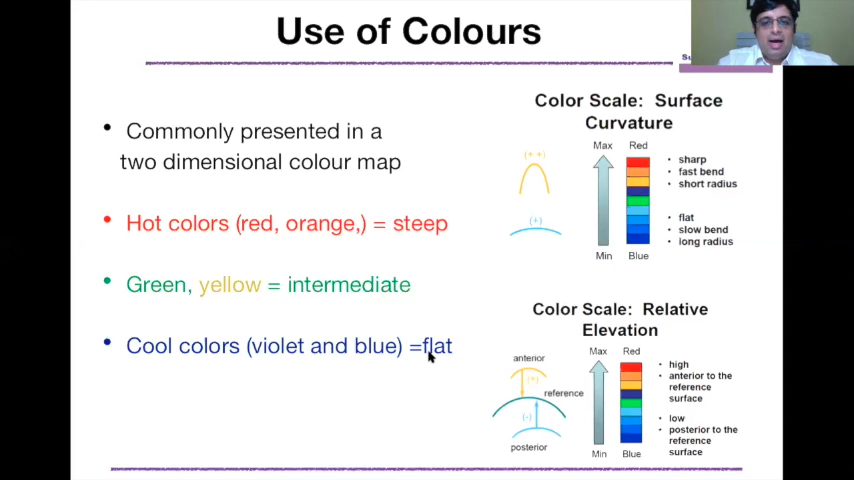 Use of Colours
Su
• Commonly presented in a
two dimensional colour map
• Hot colors (red, orange,) = steep
• Green, yellow = intermediate
• Cool colors (violet and blue) =flat
Color Scale: Surface
Curvature
Max Red
(+ +)
• sharp
• fast bend
• short radius
(+)
• flat
• slow bend
• long radius
Min Blue
Color Scale: Relative
Elevation
Max Red
anterior
(+)
reference
(-)
posterior
• high
• anterior to the
reference
surface
• low
• posterior to the
reference
surface
Min Blue